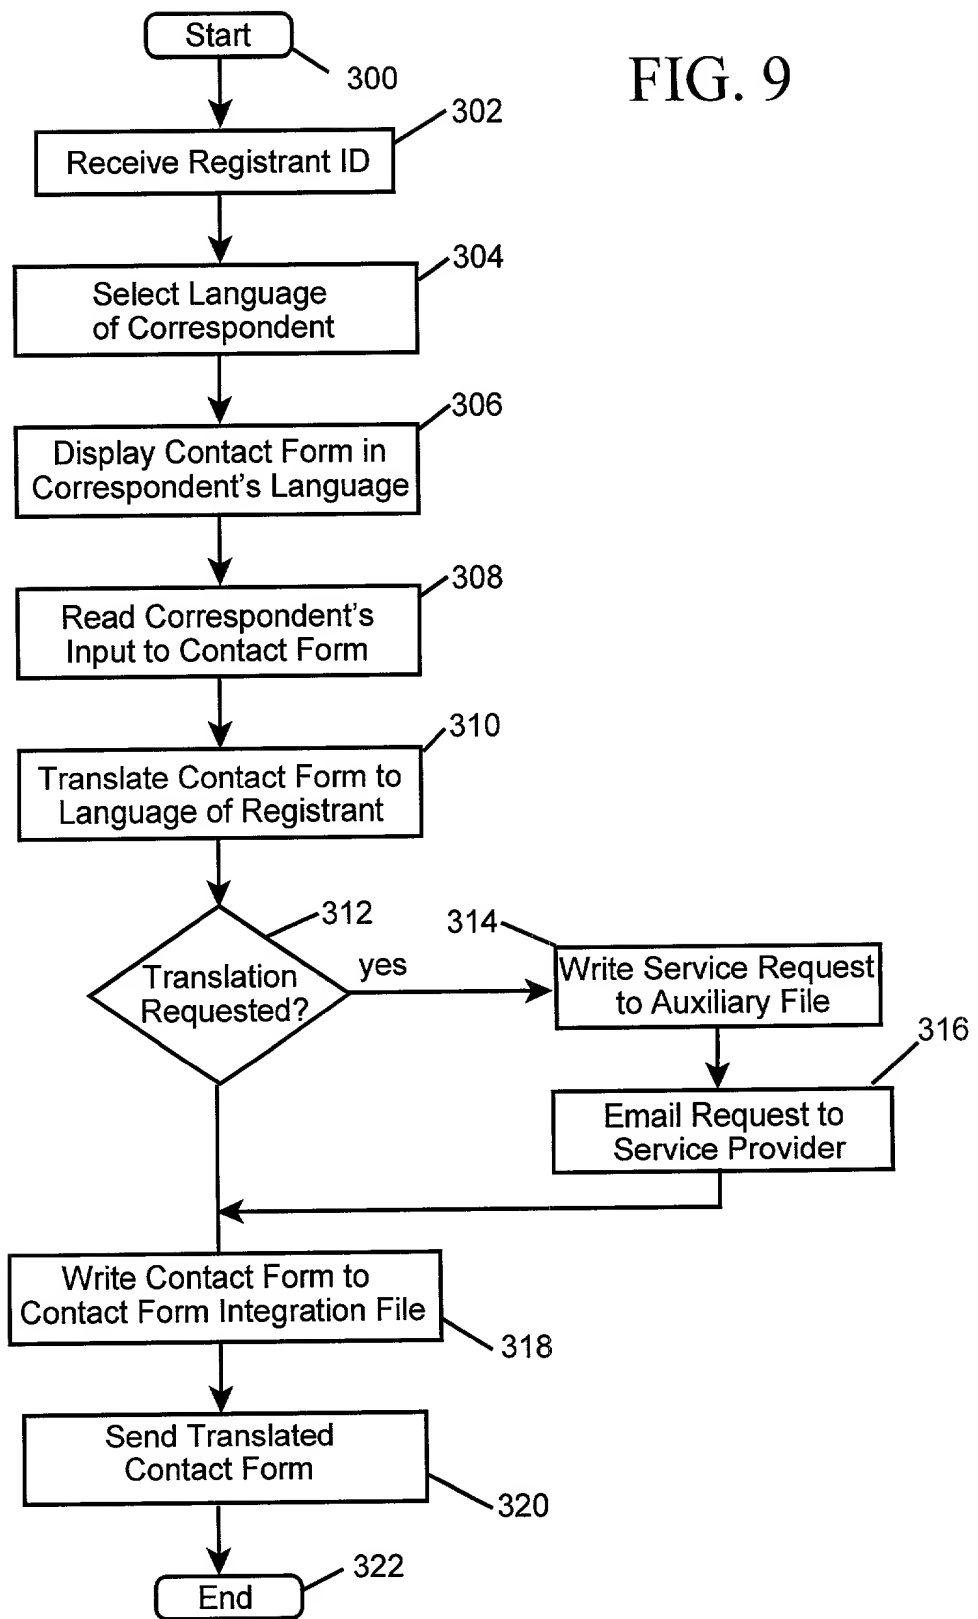 Start
300
FIG. 9
302
Receive Registrant ID
304
Select Language
of Correspondent
306
Display Contact Form in
Correspondent's Language
308
Read Correspondent's
Input to Contact Form
310
Translate Contact Form to
Language of Registrant
312
Translation
Requested?
yes
314
Write Service Request
to Auxiliary File
316
Email Request to
Service Provider
Write Contact Form to
Contact Form Integration File
318
Send Translated
Contact Form
320
322
End